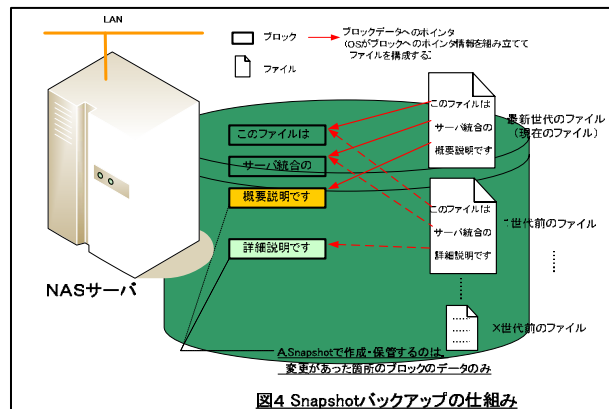 LAN
ブロック
ブロックデータへのポインタ
(OSがブロックへのポインタ情報を組み立てて
ファイルを構成する)
ファイル
このファイルは
サーバ統合の
概要説明です
最新世代のファイル
(現在のファイル)
このファイルは
サーバ統合の
概要説明です
詳細説明です
このファイルは
サーバ統合の
詳細説明です
世代前のファイル
NASサーバ
X世代前のファイル
A.Snapshotで作成・保管するのは、
変更があった箇所のブロックのデータのみ
図4 Snapshotバックアップの仕組み